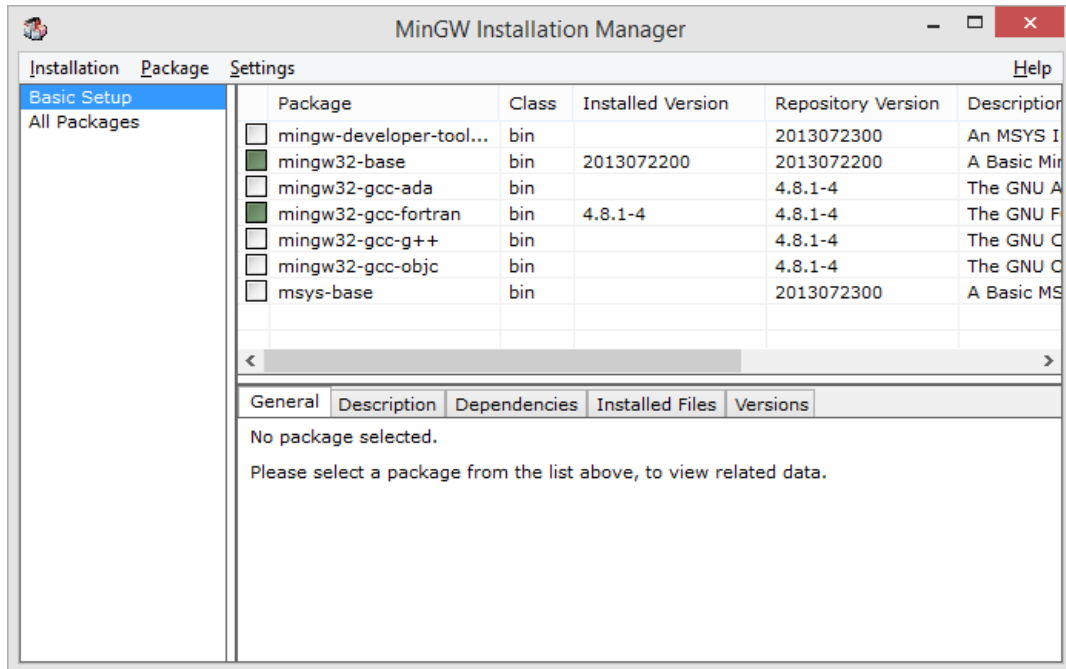 MinGW Installation Manager
Installation Package Settings Help
Basic Setup
All Packages
Package Class Installed Version Repository Version Description
mingw-developer-tool... bin 2013072300 An MSYS I
mingw32-base bin 2013072200 2013072200 A Basic Min
mingw32-gcc-ada bin 4.8.1-4 The GNU A
mingw32-gcc-fortran bin 4.8.1-4 4.8.1-4 The GNU F
mingw32-gcc-g++ bin 4.8.1-4 The GNU C
mingw32-gcc-objc bin 4.8.1-4 The GNU O
msys-base bin 2013072300 A Basic MS
General Description Dependencies Installed Files Versions
No package selected.
Please select a package from the list above, to view related data.